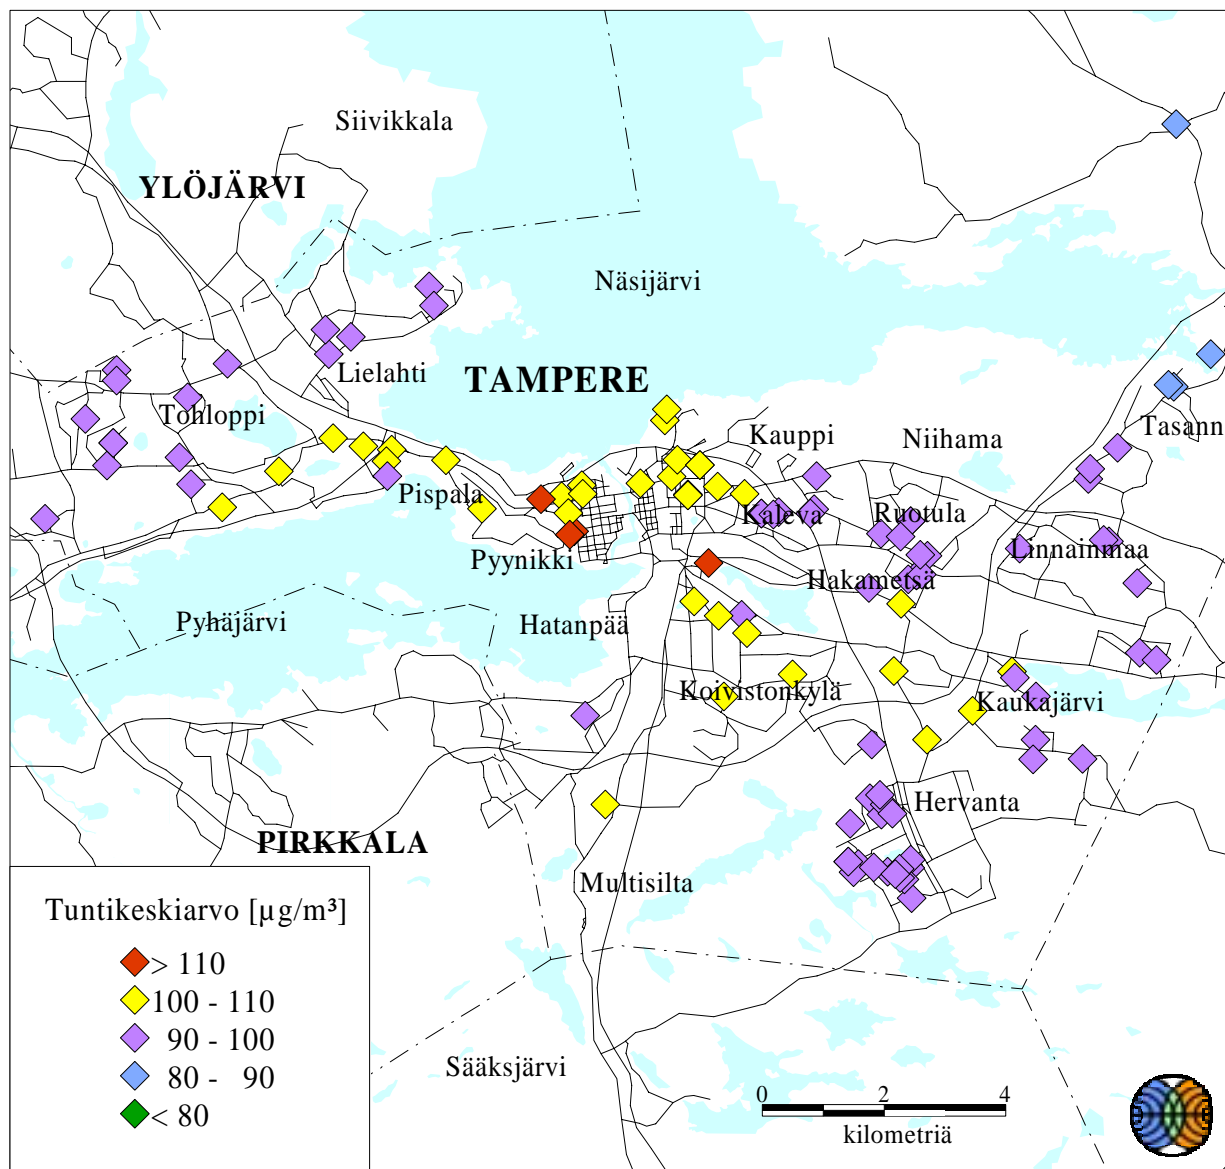 Siivikkala
YLÖJÄRVI
Näsijärvi
Lielahti
TAMPERE
Tohloppi
Kauppi
Niihama
Tasann
Pispala
Kaleva
Ruotula
Linnainmaa
Pyynikki
Hakametsä
Pyhäjärvi
Hatanpää
Koivistonkylä
Kaukajärvi
Hervanta
PIRKKALA
Multisilta
Sääksjärvi
Tuntikeskiarvo [µg/m³]
> 110
100 - 110
90 - 100
80 - 90
< 80
0 2 4
kilometriä